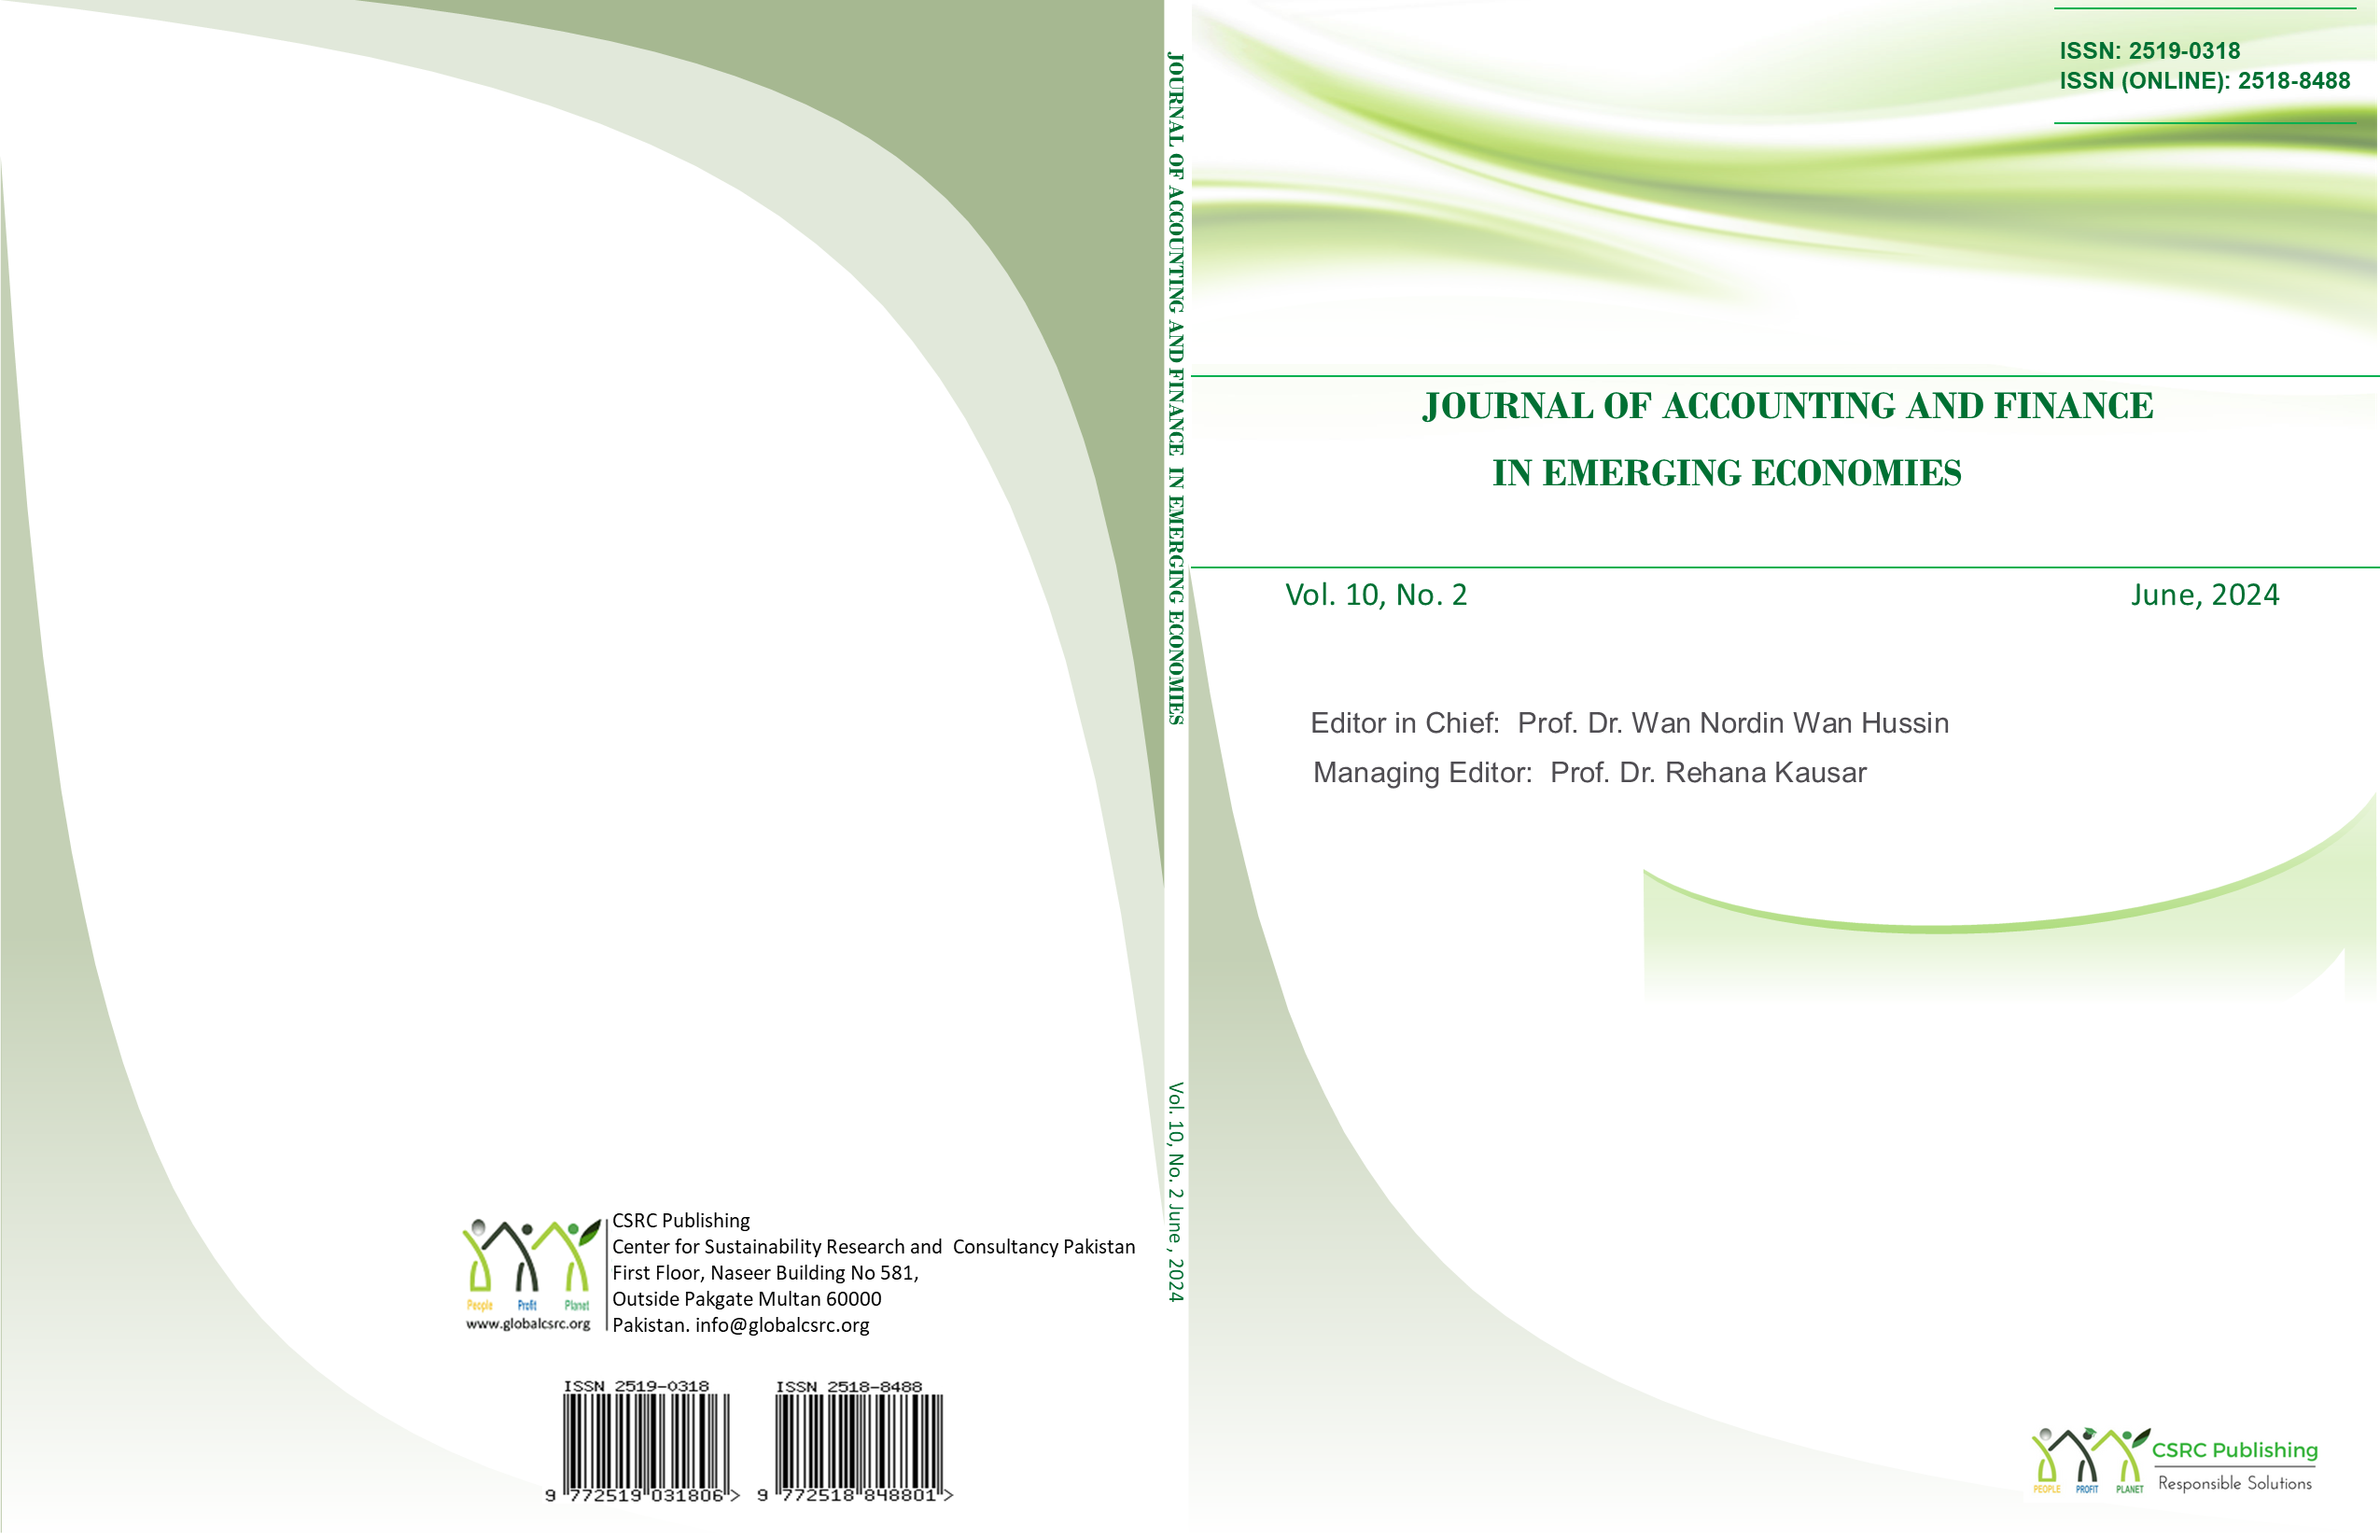 CSRC Publishing
Center for Sustainability Research and  Consultancy Pakistan
First Floor, Naseer Building No 581,
Outside Pakgate Multan 60000
Pakistan. info@globalcsrc.org
People Profit Planet
www.globalcsrc.org
ISSN 2519-0318
9 772519 031806>
ISSN 2518-8488
9 772518 848801>
JOURNAL OF ACCOUNTING AND FINANCE  IN EMERGING ECONOMIES
Vol. 10, No. 2 June , 2024
ISSN: 2519-0318
ISSN (ONLINE): 2518-8488
JOURNAL OF ACCOUNTING AND FINANCE
IN EMERGING ECONOMIES
Vol. 10, No. 2
June, 2024
Editor in Chief:  Prof. Dr. Wan Nordin Wan Hussin
Managing Editor:  Prof. Dr. Rehana Kausar
PEOPLE PROFIT PLANET
CSRC Publishing
Responsible Solutions